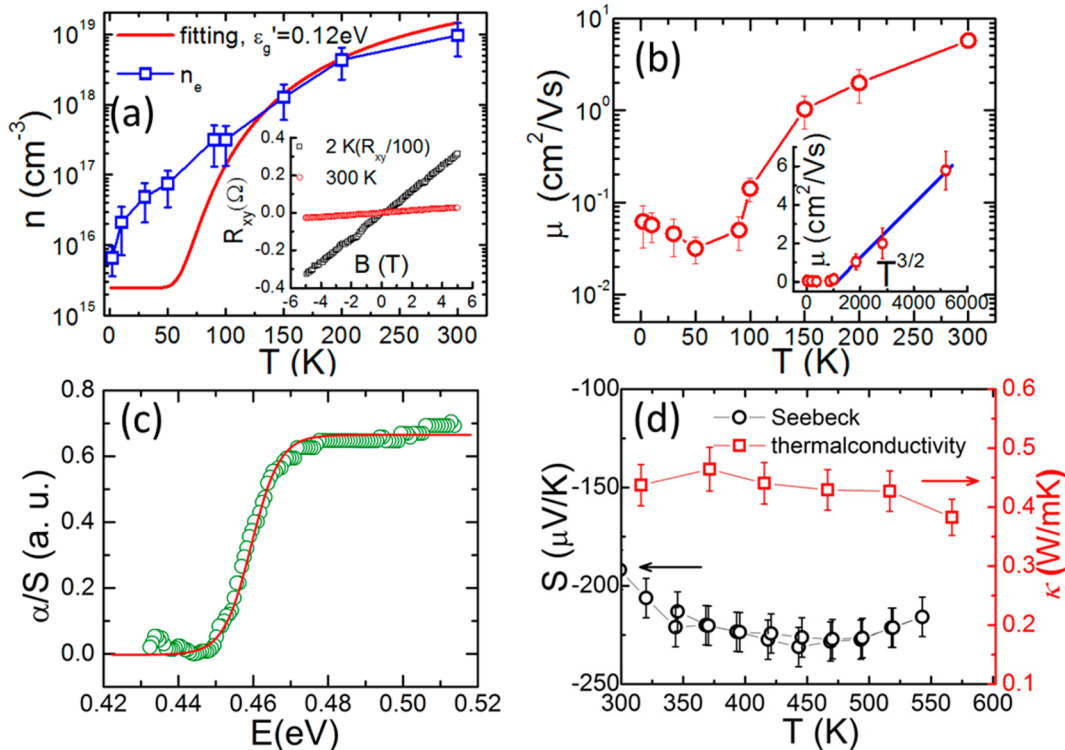 (a)
fitting, εg'=0.12eV
ne
n (cm⁻³)
10¹⁹
10¹⁸
10¹⁷
10¹⁶
10¹⁵
0 50 100 150 200 250 300
T (K)
2 K(Rxy/100)
300 K
Rxy(Ω)
0.4
0.2
0.0
-0.2
-0.4
-6 -4 -2 0 2 4 6
B (T)
(b)
μ (cm²/Vs)
10¹
10⁰
10⁻¹
10⁻²
0 50 100 150 200 250 300
T (K)
μ (cm²/Vs)
6
4
2
0
0 2000 4000 6000
T³/²
(c)
α/S (a. u.)
0.8
0.6
0.4
0.2
0.0
0.42 0.44 0.46 0.48 0.50 0.52
E(eV)
(d)
Seebeck
thermalconductivity
S (μV/K)
-100
-150
-200
-250
300 350 400 450 500 550 600
T (K)
κ (W/mK)
0.6
0.5
0.4
0.3
0.2
0.1